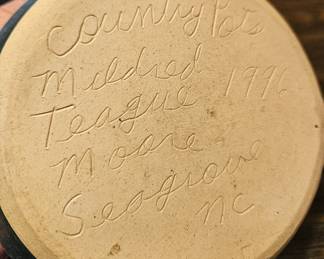 Country Pots
Mildred
Teague 1996
Moore
Seagrove
NC